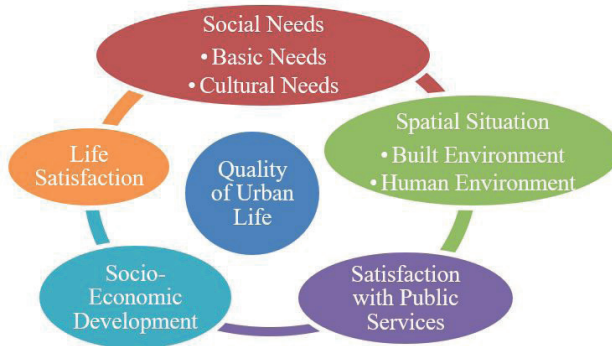 Social Needs
• Basic Needs
• Cultural Needs
Spatial Situation
• Built Environment
• Human Environment
Life
Satisfaction
Quality
of Urban
Life
Socio-
Economic
Development
Satisfaction
with Public
Services